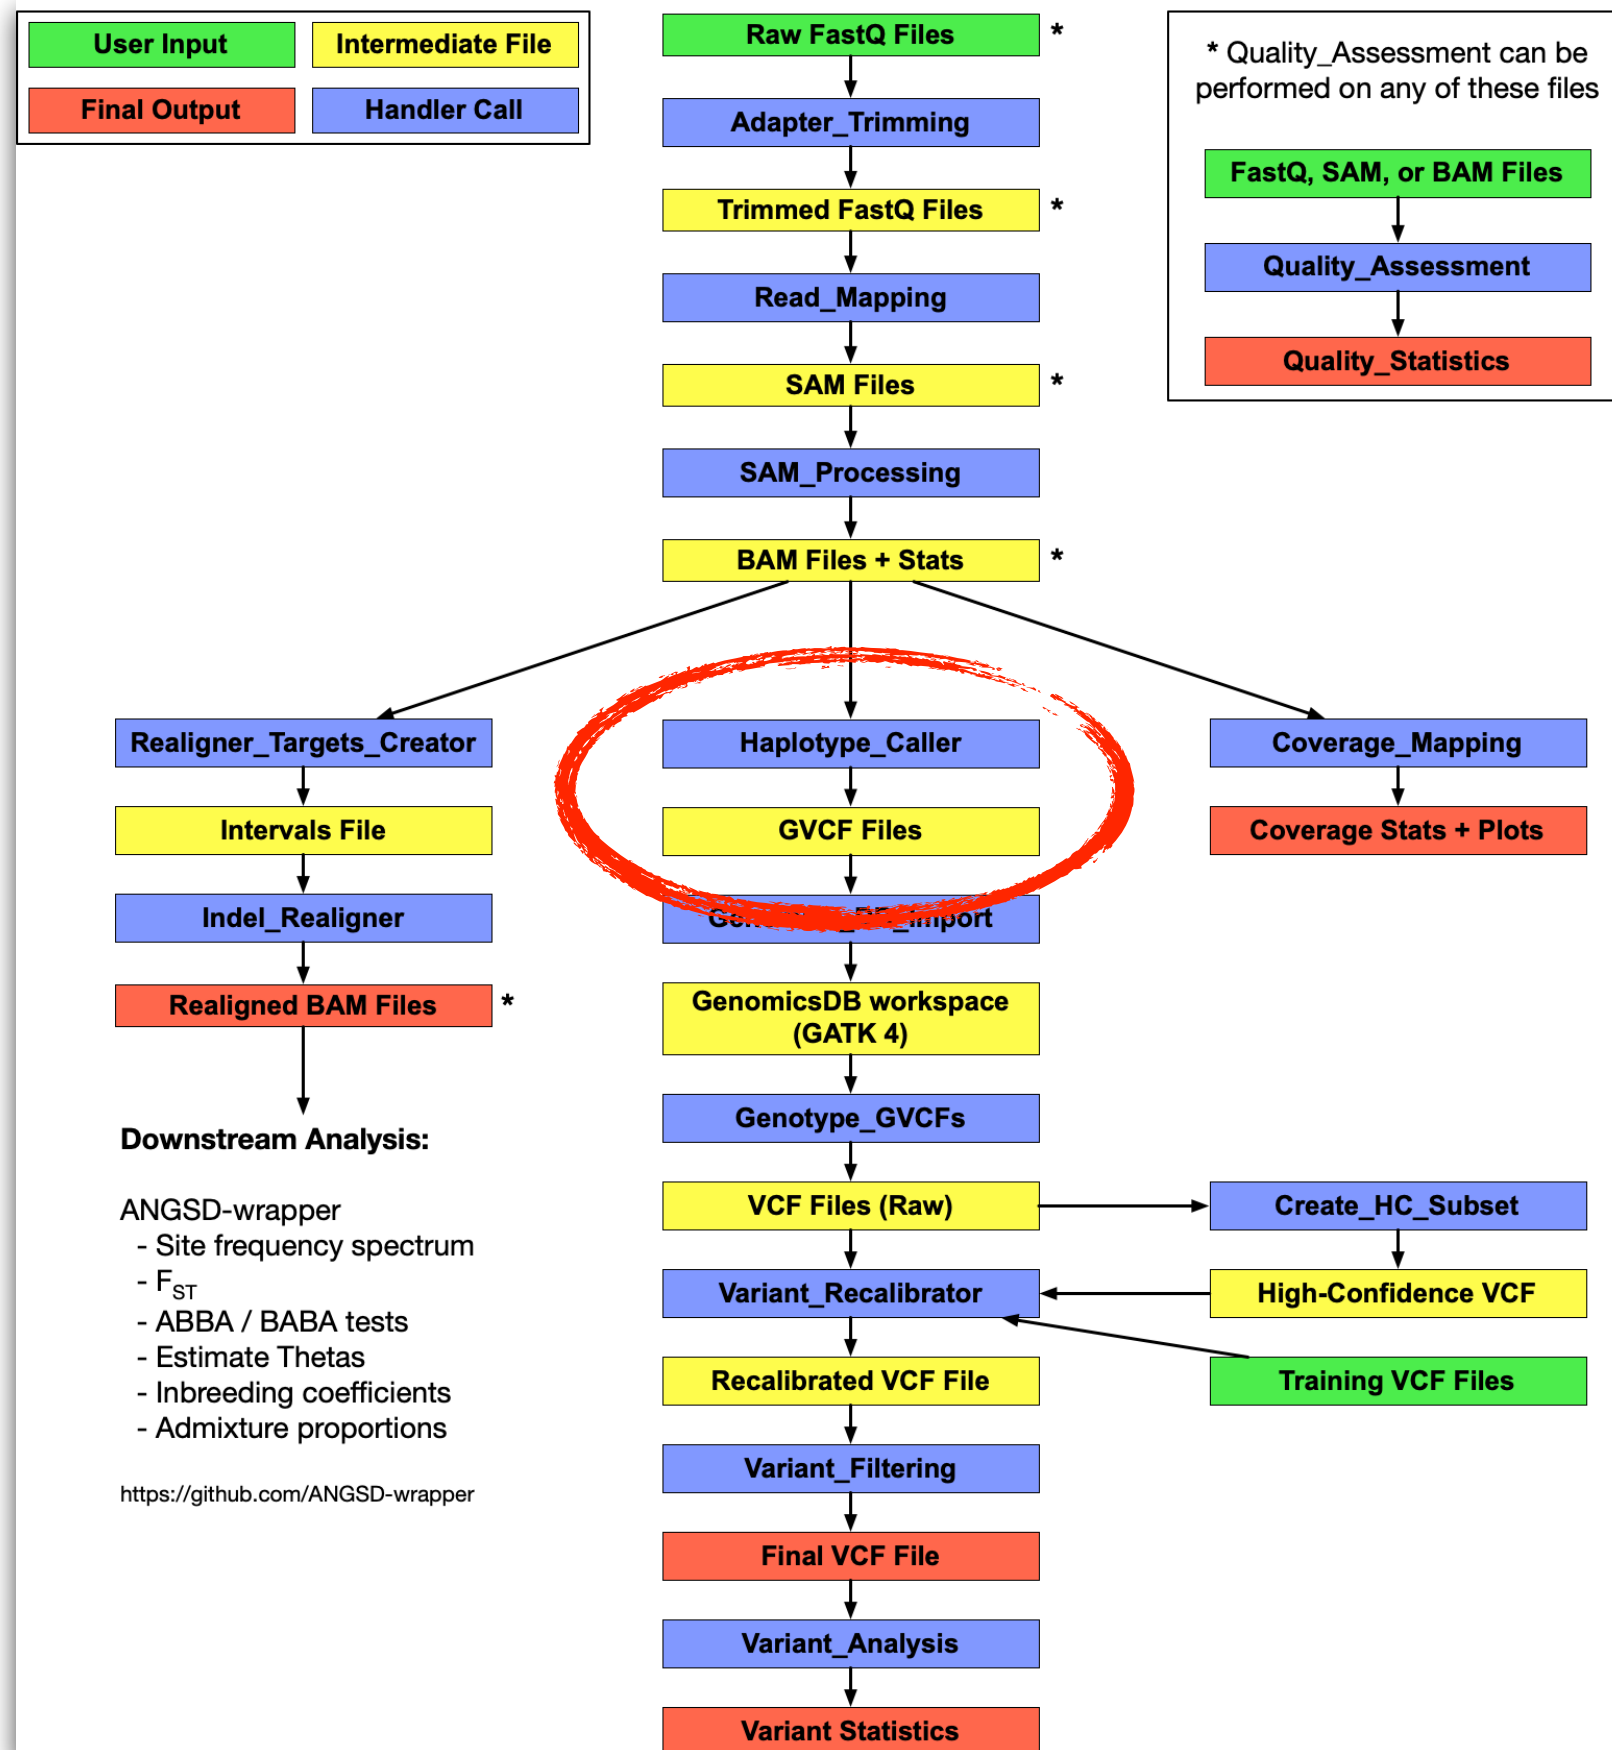 User Input
Intermediate File
Final Output
Handler Call
Raw FastQ Files *
Adapter_Trimming
Trimmed FastQ Files *
Read_Mapping
SAM Files *
SAM_Processing
BAM Files + Stats *
* Quality_Assessment can be
performed on any of these files
FastQ, SAM, or BAM Files
Quality_Assessment
Quality_Statistics
Realigner_Targets_Creator
Intervals File
Indel_Realigner
Realigned BAM Files *
Downstream Analysis:
ANGSD-wrapper
- Site frequency spectrum
- FST
- ABBA / BABA tests
- Estimate Thetas
- Inbreeding coefficients
- Admixture proportions
https://github.com/ANGSD-wrapper
Haplotype_Caller
GVCF Files
GenomicsDB workspace
(GATK 4)
Genotype_GVCFs
VCF Files (Raw)
Variant_Recalibrator
Recalibrated VCF File
Variant_Filtering
Final VCF File
Variant_Analysis
Variant Statistics
Coverage_Mapping
Coverage Stats + Plots
Create_HC_Subset
High-Confidence VCF
Training VCF Files